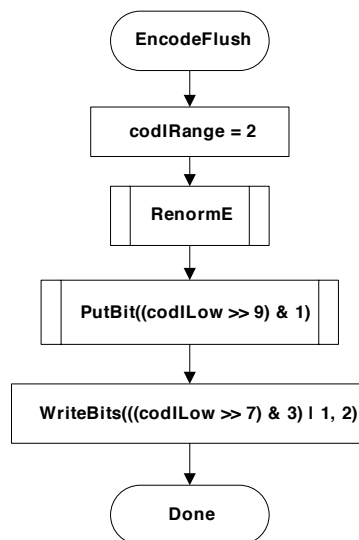 EncodeFlush
codIRange = 2
RenormE
PutBit((codILow >> 9) & 1)
WriteBits(((codILow >> 7) & 3) | 1, 2)
Done